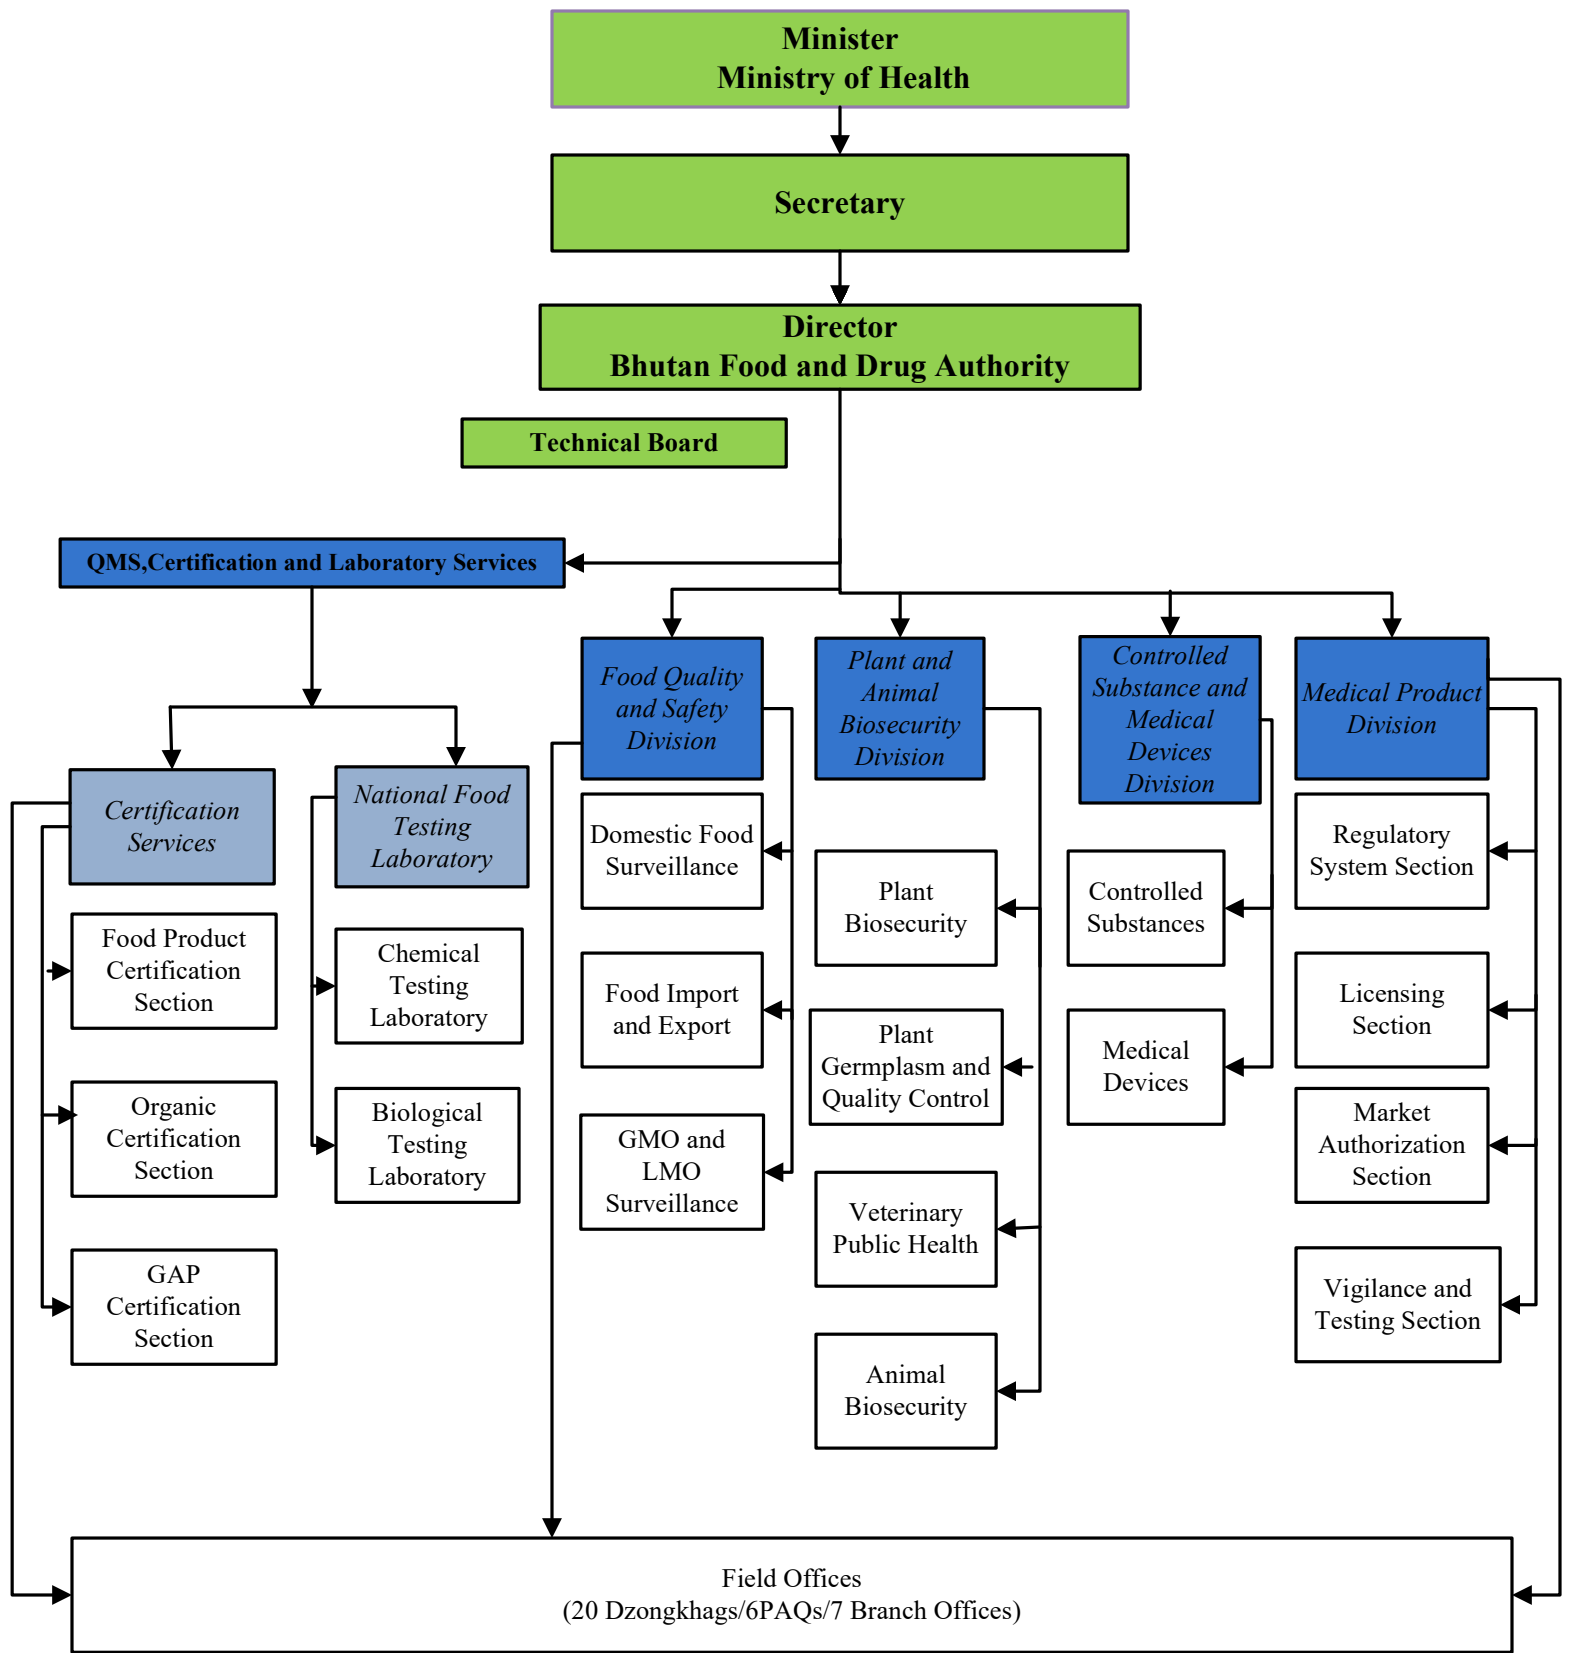 Minister
Ministry of Health
Secretary
Director
Bhutan Food and Drug Authority
Technical Board
QMS,Certification and Laboratory Services
Certification
Services
National Food
Testing
Laboratory
Food Quality
and Safety
Division
Plant and
Animal
Biosecurity
Division
Controlled
Substance and
Medical
Devices
Division
Medical Product
Division
Food Product
Certification
Section
Organic
Certification
Section
GAP
Certification
Section
Chemical
Testing
Laboratory
Biological
Testing
Laboratory
Domestic Food
Surveillance
Food Import
and Export
GMO and
LMO
Surveillance
Plant
Biosecurity
Plant
Germplasm and
Quality Control
Veterinary
Public Health
Animal
Biosecurity
Controlled
Substances
Medical
Devices
Regulatory
System Section
Licensing
Section
Market
Authorization
Section
Vigilance and
Testing Section
Field Offices
(20 Dzongkhags/6PAQs/7 Branch Offices)